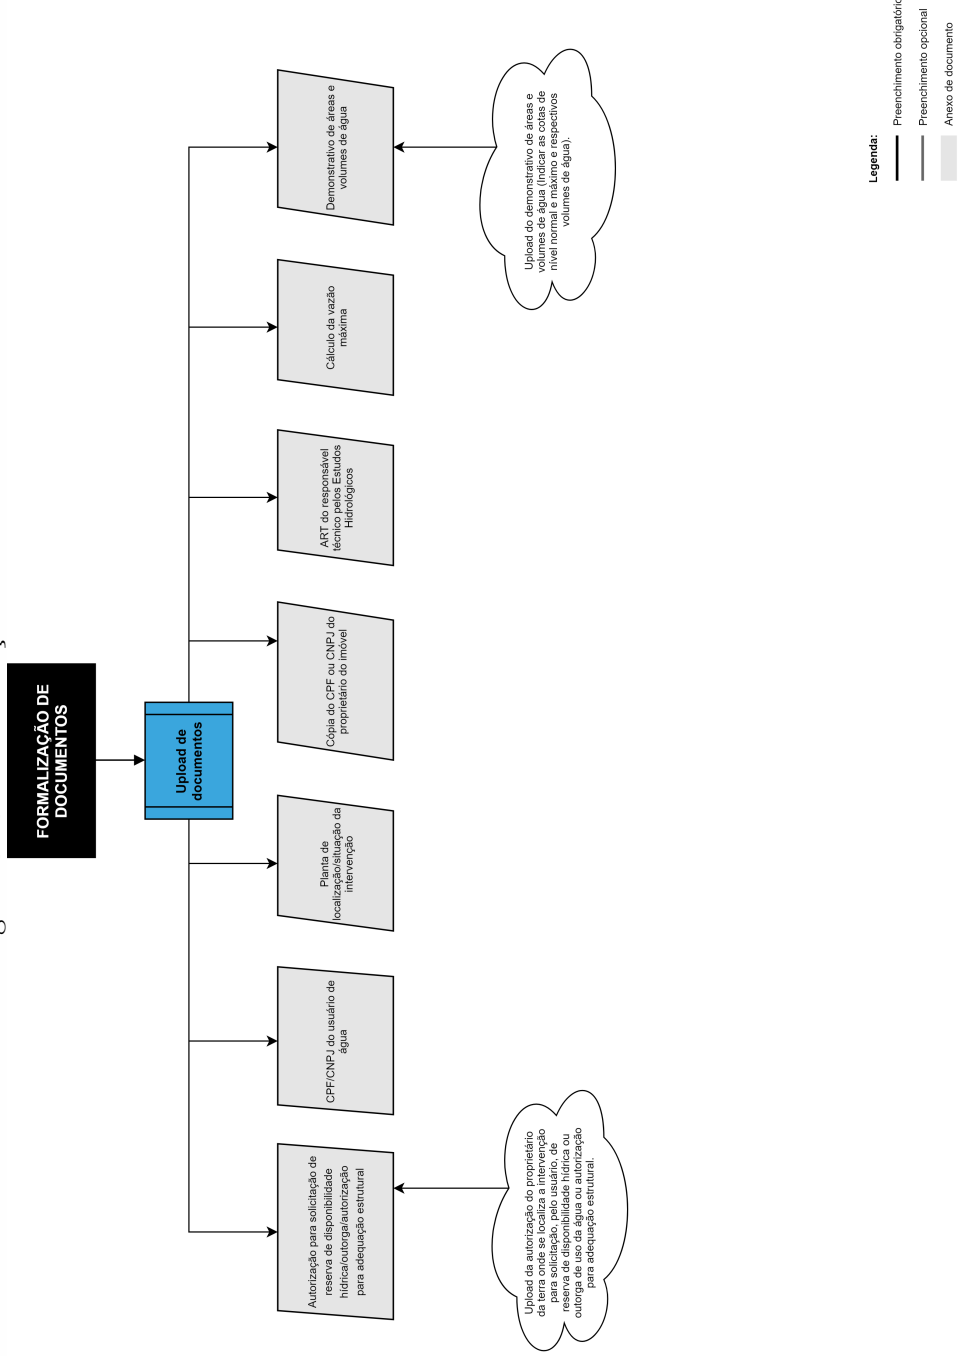 FORMALIZAÇÃO DE
DOCUMENTOS
Upload de
documentos
Autorização para solicitação de
reserva de disponibilidade
hídrica/outorga/autorização
para adequação estrutural
CPF/CNPJ do usuário de
água
Planta de
localização/situação da
intervenção
Cópia do CPF ou CNPJ do
proprietário do imóvel
ART do responsável
técnico pelos Estudos
Hidrológicos
Cálculo da vazão
máxima
Demonstrativo de áreas e
volumes de água
Upload da autorização do proprietário
da terra onde se localiza a intervenção
para solicitação, pelo usuário, de
reserva de disponibilidade hídrica ou
outorga de uso da água ou autorização
para adequação estrutural.
Upload do demonstrativo de áreas e
volumes de água (Indicar as cotas de
nível normal e máximo e respectivos
volumes de água).
Legenda:
Preenchimento obrigatório
Preenchimento opcional
Anexo de documento